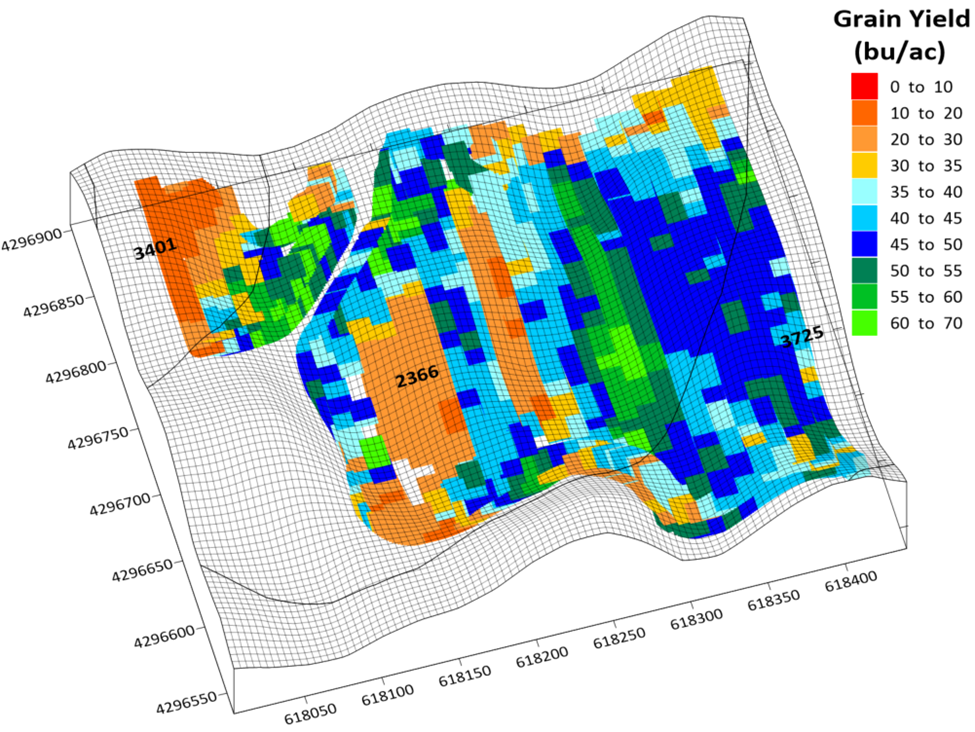 Grain Yield
(bu/ac)
0 to 10
10 to 20
20 to 30
30 to 35
35 to 40
40 to 45
45 to 50
50 to 55
55 to 60
60 to 70
3401
2366
3725
4296900
4296850
4296800
4296750
4296700
4296650
4296600
4296550
618050
618100
618150
618200
618250
618300
618350
618400